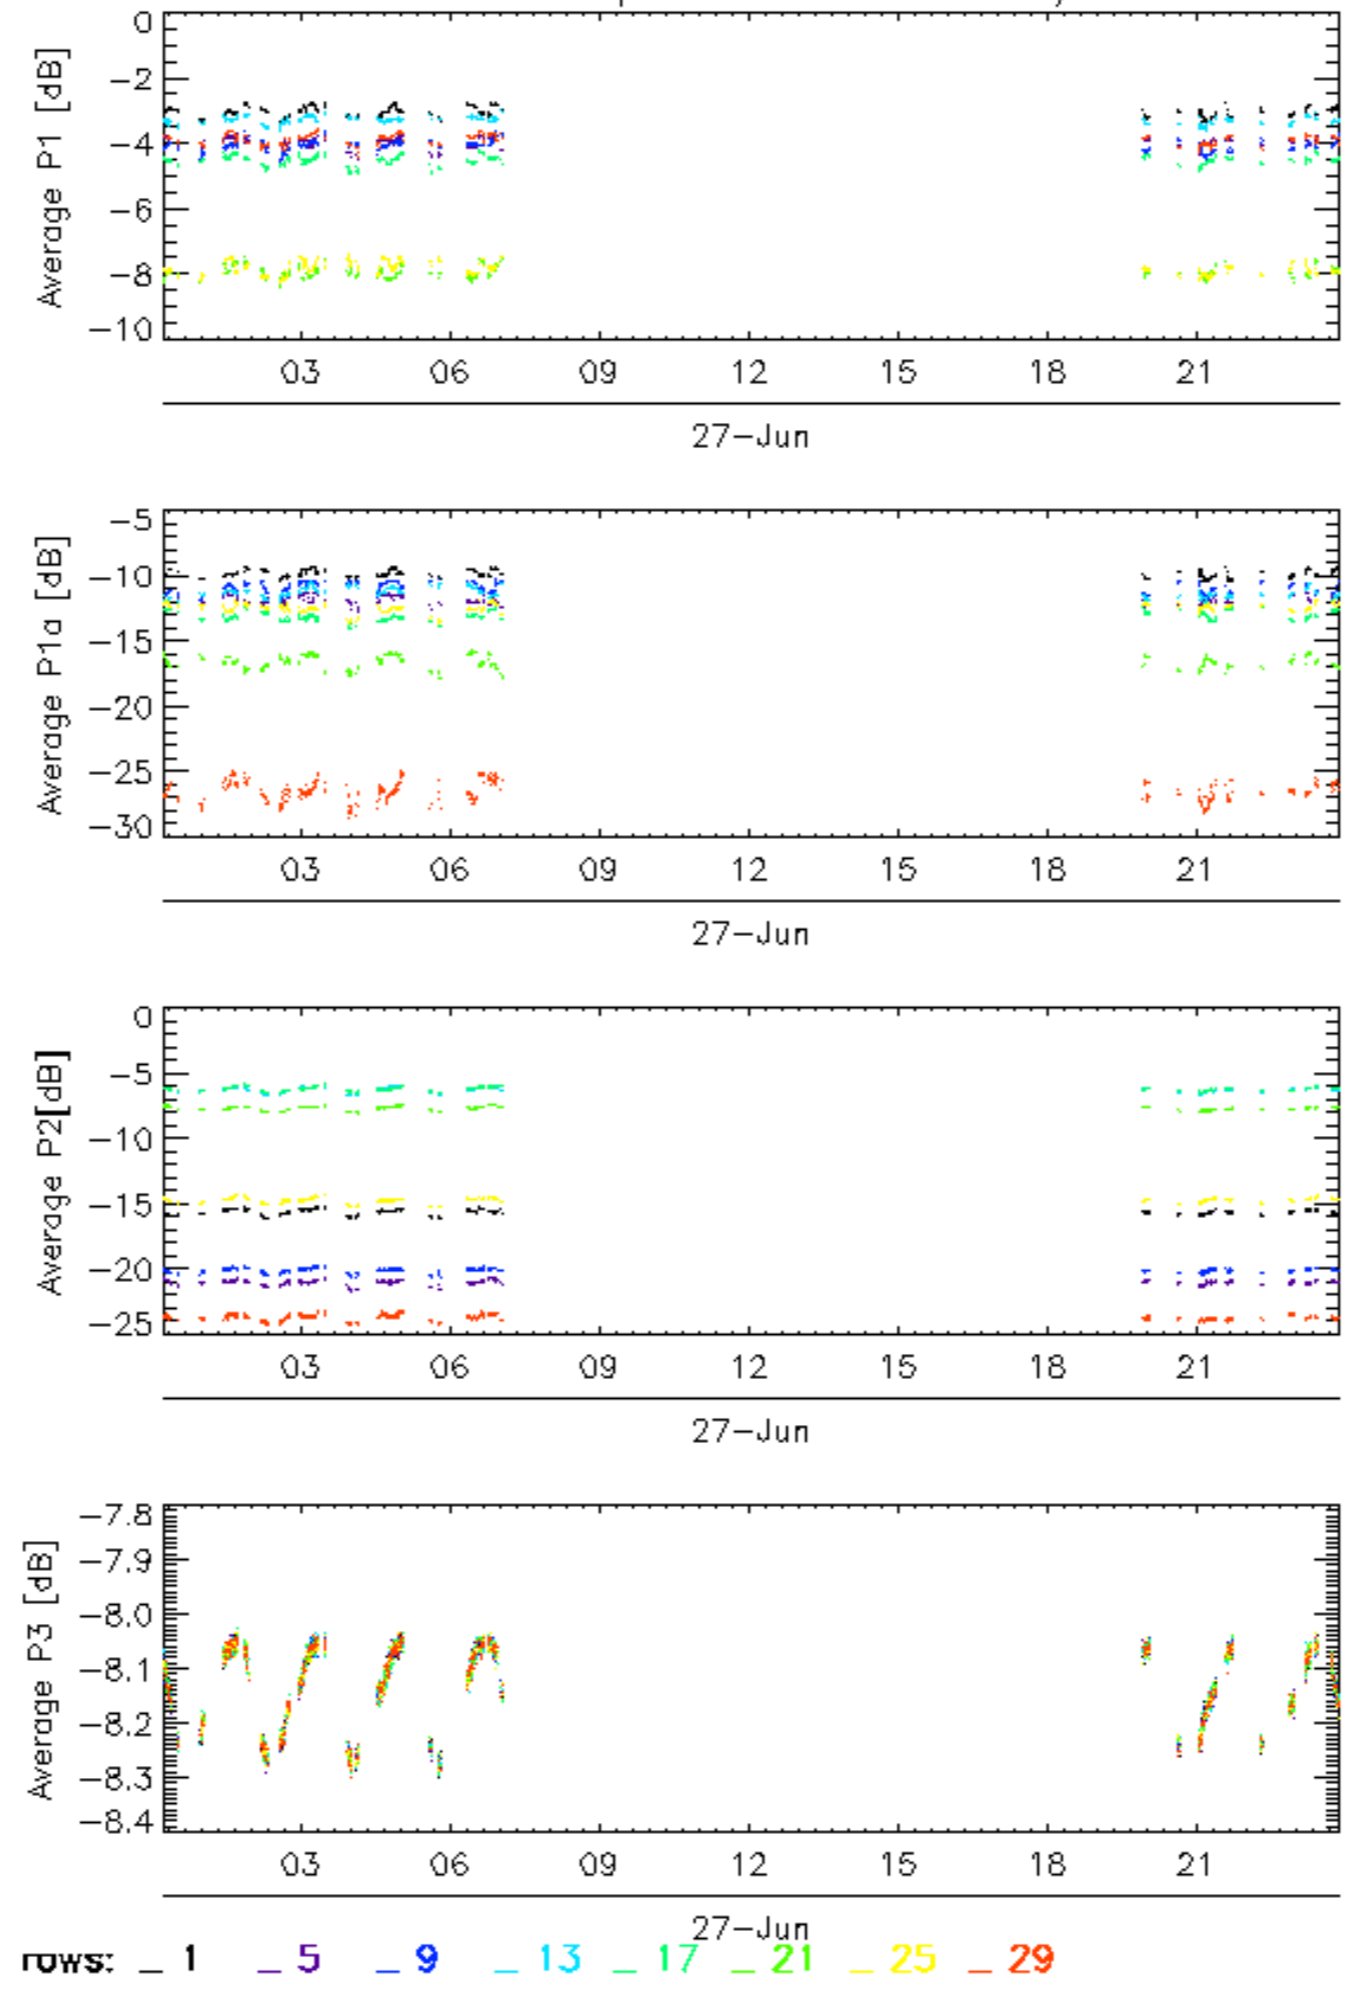 0
−2
−4
−6
−8
−10
Average P1 [dB]
03 06 09 12 15 18 21
27−Jun
−5
−10
−15
−20
−25
−30
Average P1a [dB]
03 06 09 12 15 18 21
27−Jun
0
−5
−10
−15
−20
−25
Average P2[dB]
03 06 09 12 15 18 21
27−Jun
−7.8
−7.9
−8.0
−8.1
−8.2
−8.3
−8.4
Average P3 [dB]
03 06 09 12 15 18 21
27−Jun
rows: _ 1 _ 5 _ 9 _ 13 _ 17 _ 21 _ 25 _ 29